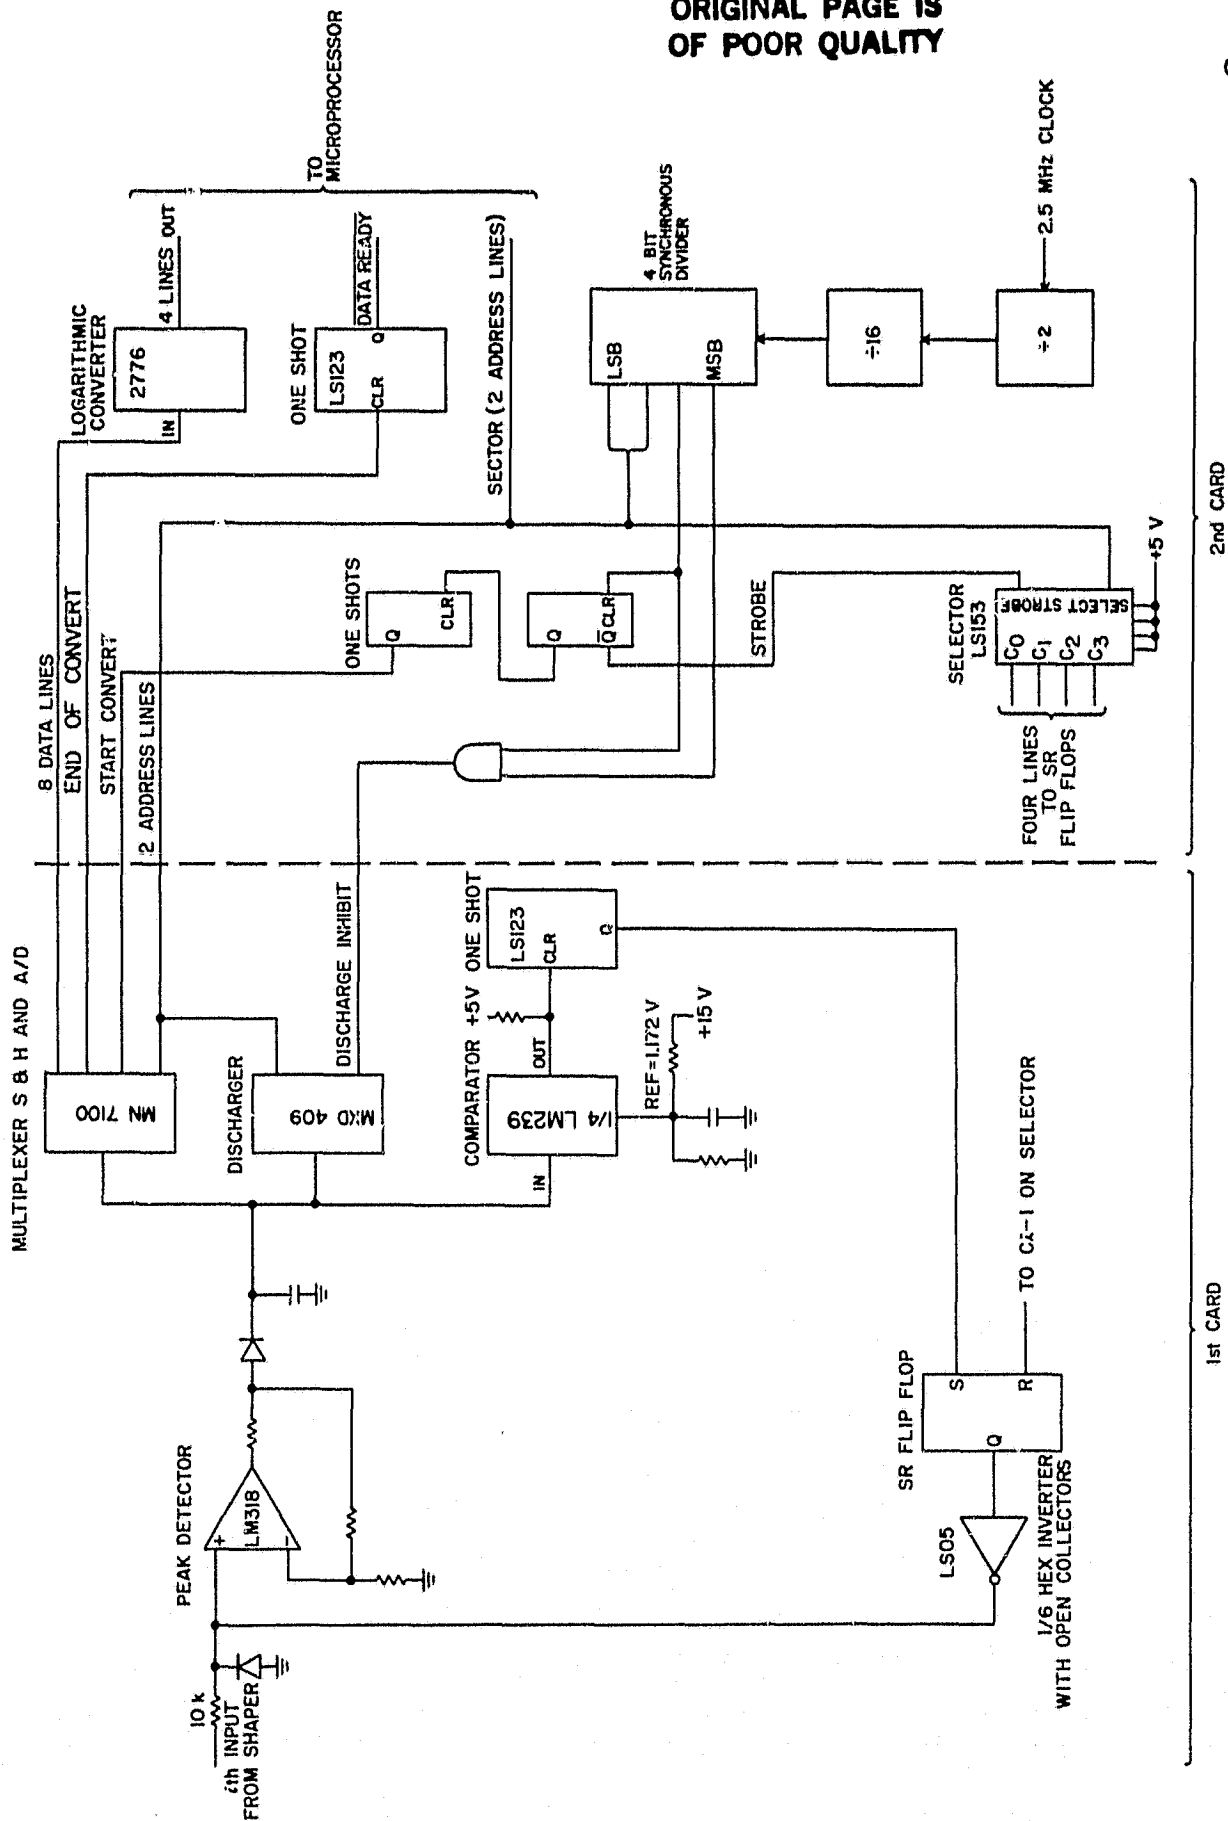 ORIGINAL PAGE IS
OF POOR QUALITY
MULTIPLEXER S & H AND A/D
MN 7100
8 DATA LINES
END OF CONVERT
START CONVERT
2 ADDRESS LINES
LOGARITHMIC
CONVERTER
IN
2776
4 LINES OUT
ONE SHOT
LS123
CLR
Q
DATA READY
TO
MICROPROCESSOR
SECTOR (2 ADDRESS LINES)
DISCHARGER
MXD 409
DISCHARGE INHIBIT
ONE SHOTS
Q
CLR
Q
Q̅
CLR
STROBE
4 BIT
SYNCHRONOUS
DIVIDER
LSB
MSB
÷16
÷2
2.5 MHz CLOCK
PEAK DETECTOR
+
-
LM318
10 k
ith INPUT
FROM SHAPER
COMPARATOR
IN
1/4 LM239
OUT
+5V
ONE SHOT
LS123
CLR
Q
REF=1.172 V
+15 V
SELECTOR
LS153
C0
C1
C2
C3
SELECT STROBE
+5 V
FOUR LINES
TO SR
FLIP FLOPS
SR FLIP FLOP
S
R
Q
TO Ci-1 ON SELECTOR
LS05
1/6 HEX INVERTER
WITH OPEN COLLECTORS
1st CARD
2nd CARD